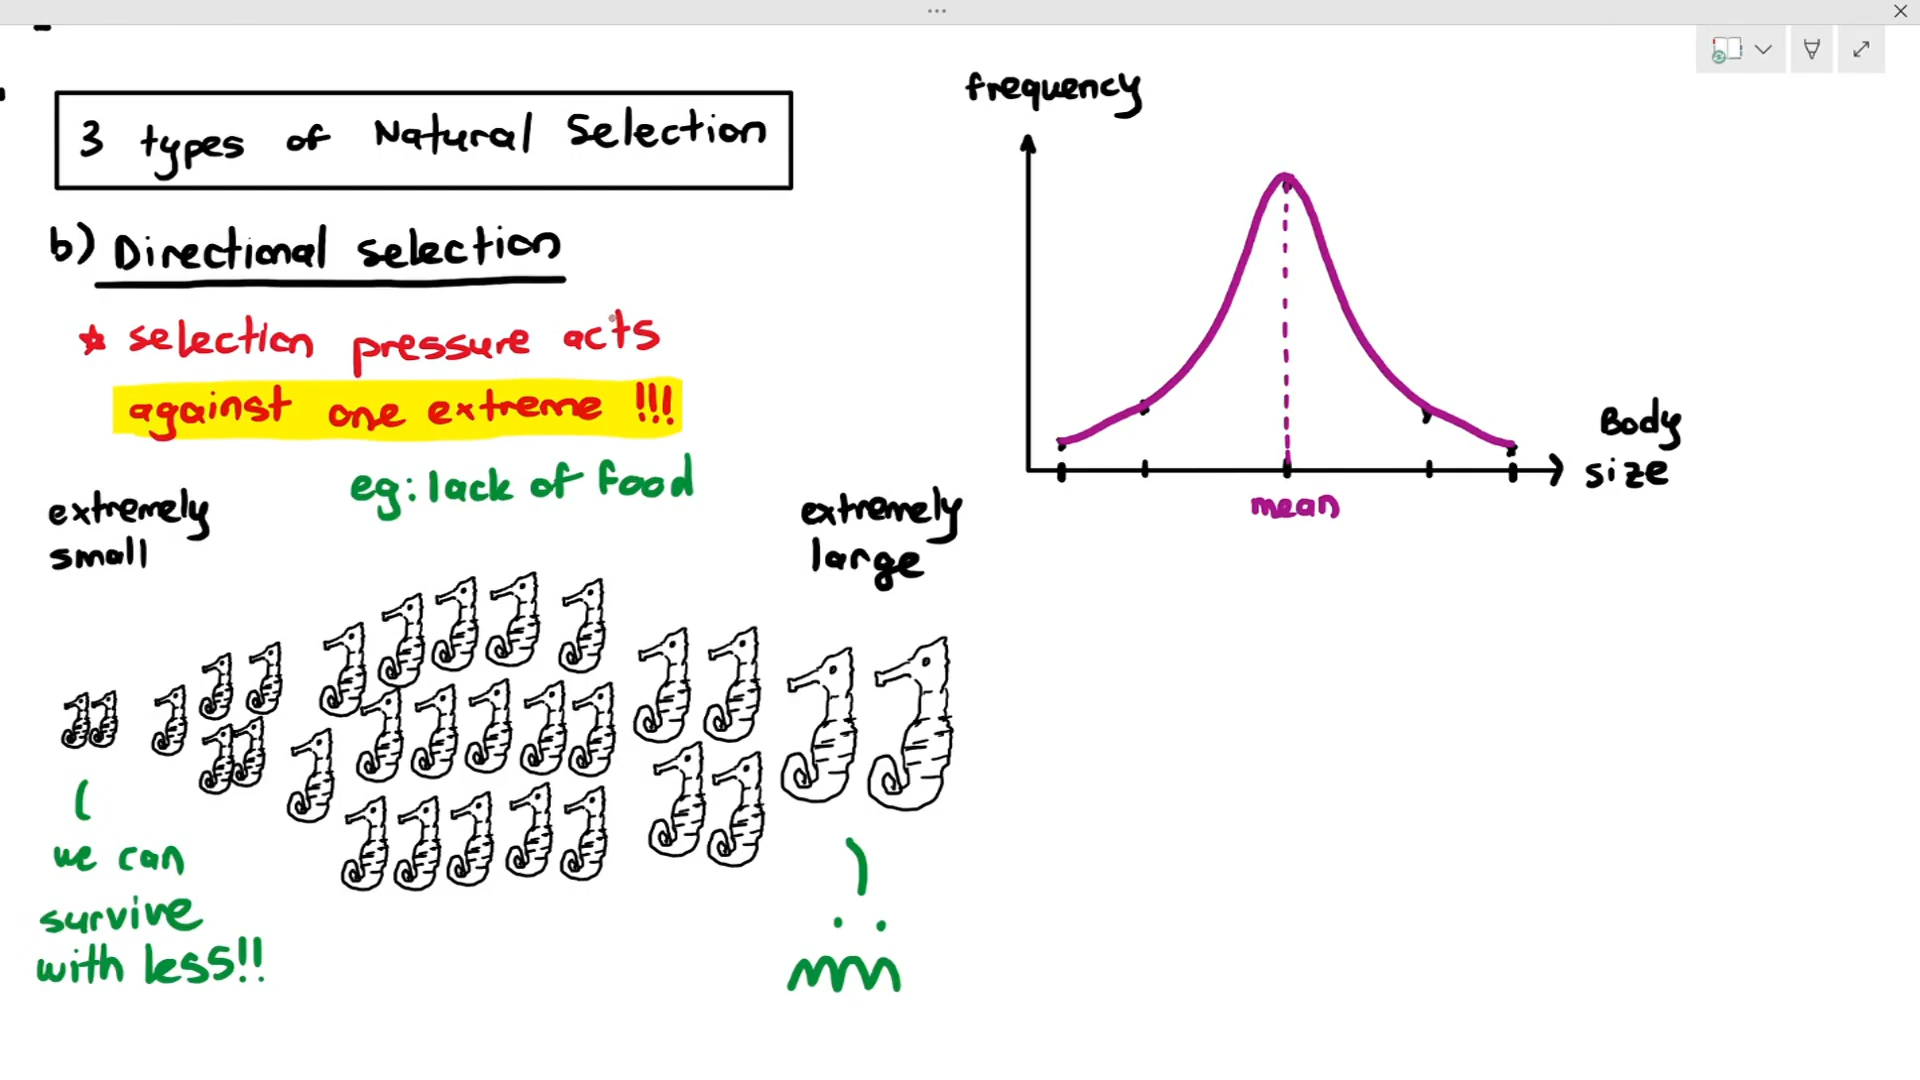 3 types of Natural Selection
b) Directional selection
* selection pressure acts
against one extreme !!!
eg: lack of food
extremely
small
extremely
large
we can
survive
with less!!
frequency
Body
size
mean